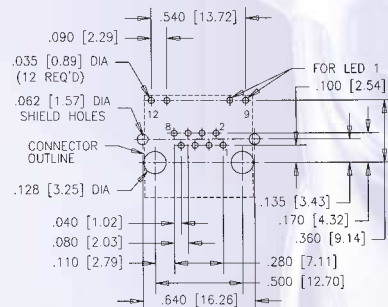 .540 [13.72]
.090 [2.29]
.035 [0.89] DIA
(12 REQ'D)
FOR LED 1
.100 [2.54]
.062 [1.57] DIA
SHIELD HOLES
12
9
8
2
1
CONNECTOR
OUTLINE
.128 [3.25] DIA
.135 [3.43]
.170 [4.32]
.360 [9.14]
.040 [1.02]
.080 [2.03]
.110 [2.79]
.280 [7.11]
.500 [12.70]
.640 [16.26]